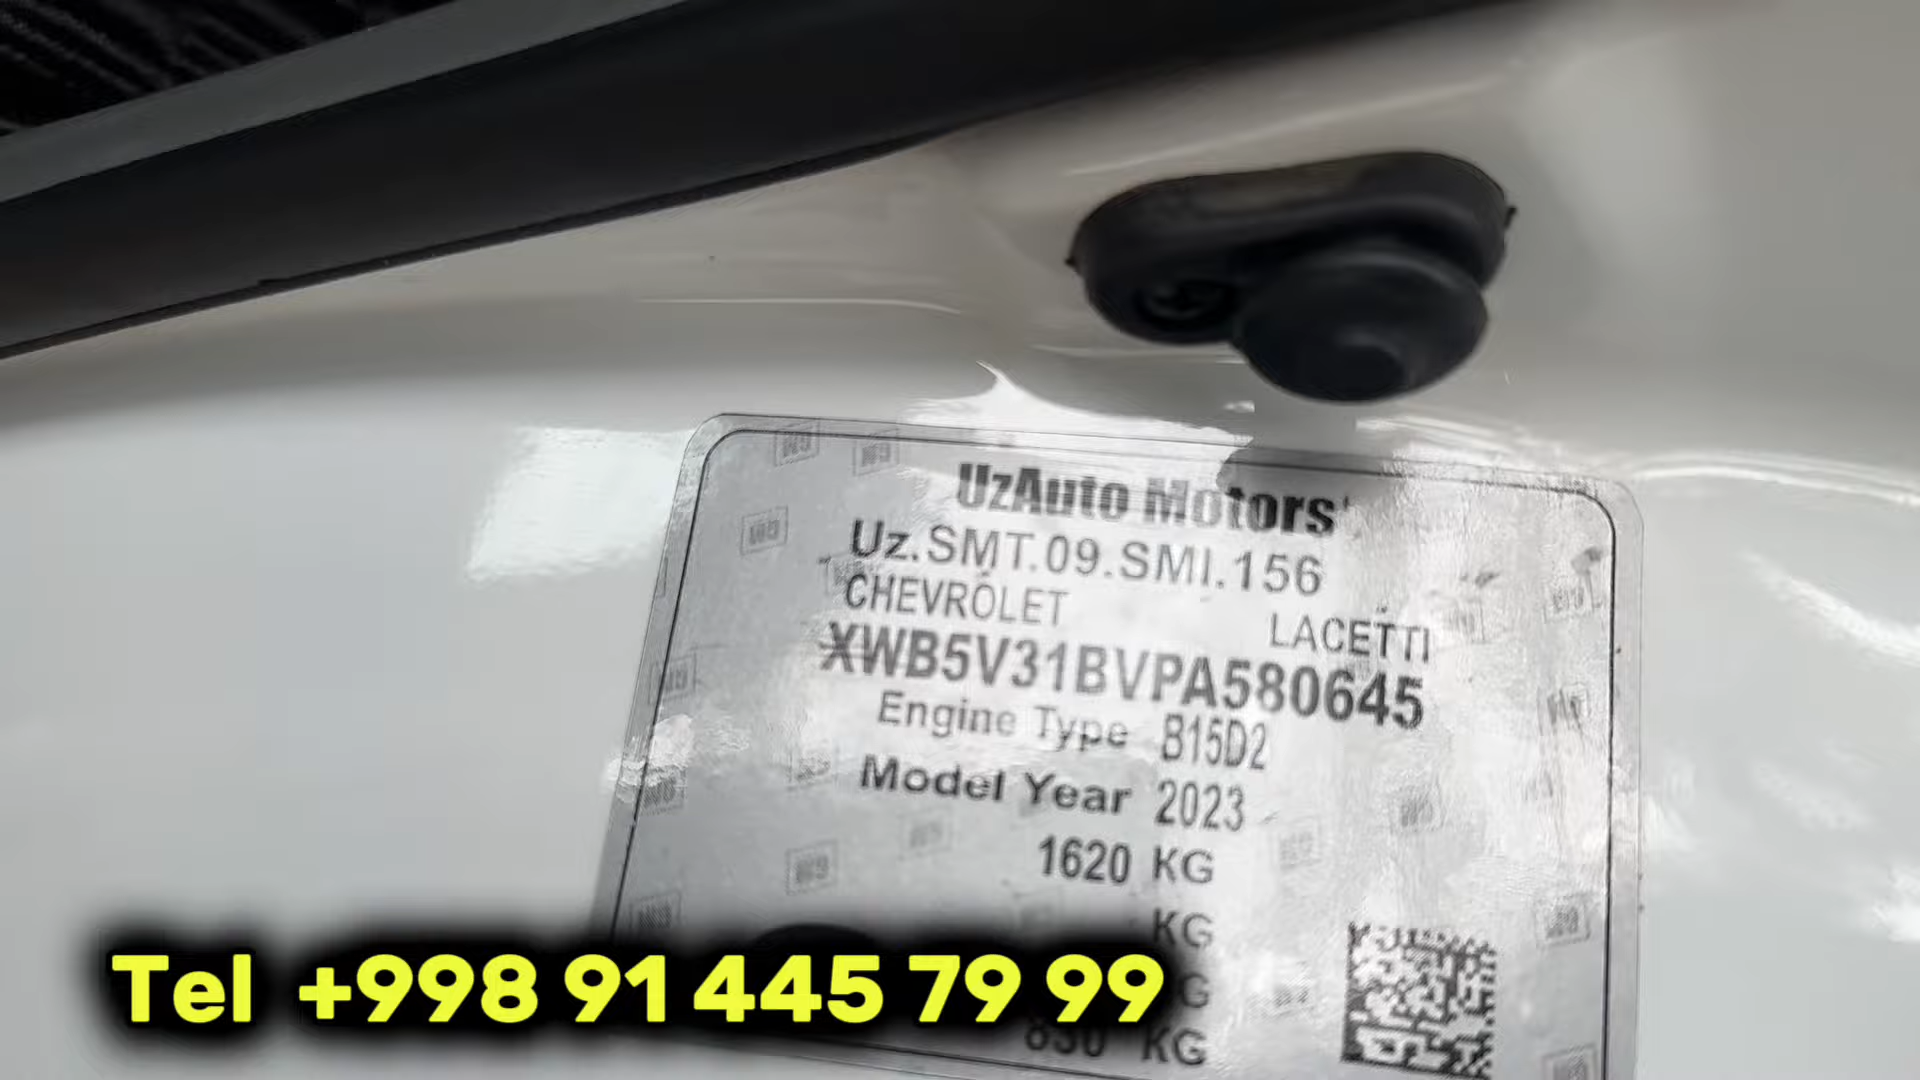 UzAuto Motors
Uz.SMT.09.SMI.156
CHEVROLET LACETTI
XWB5V31BVPA580645
Engine Type B15D2
Model Year 2023
1620 KG
KG
G
830 KG
Tel +998 91 445 79 99